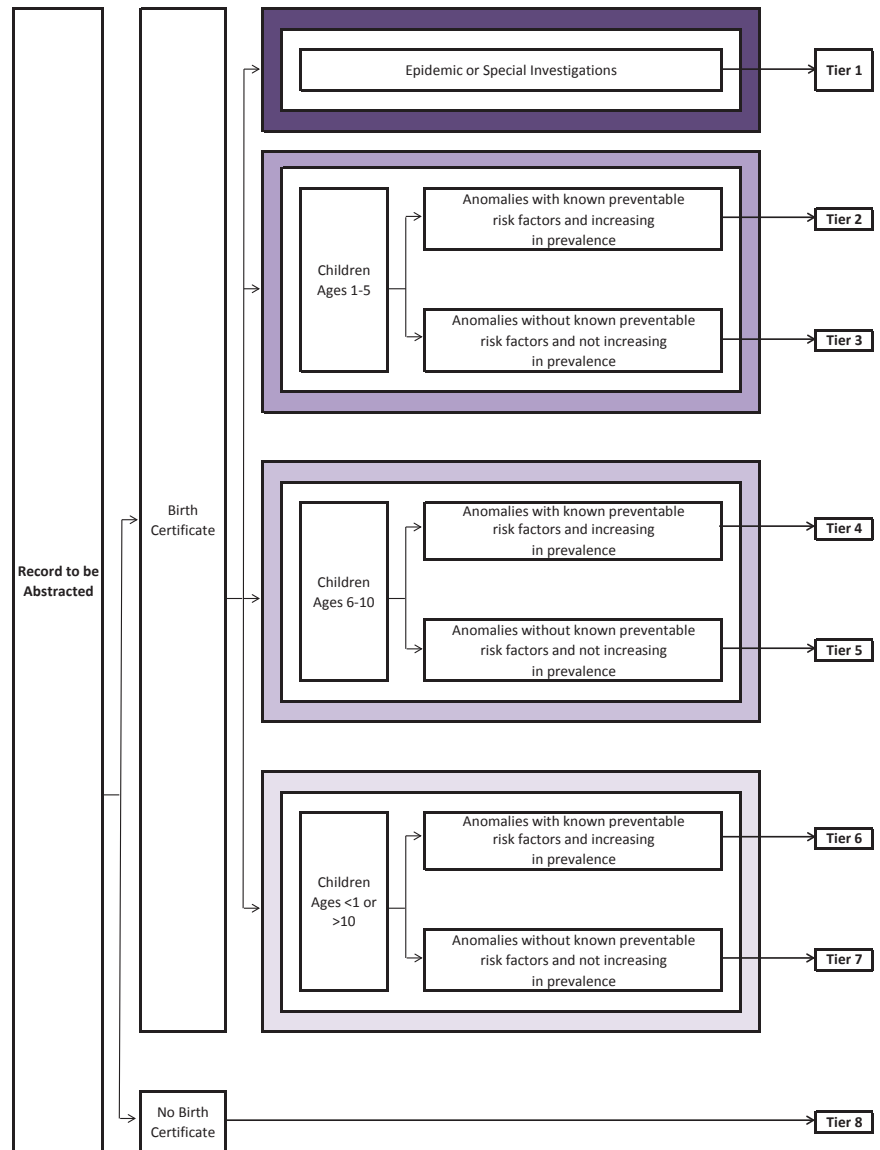 Record to be
Abstracted
Birth
Certificate
Epidemic or Special Investigations
Tier 1
Children
Ages 1-5
Anomalies with known preventable
risk factors and increasing
in prevalence
Tier 2
Anomalies without known preventable
risk factors and not increasing
in prevalence
Tier 3
Children
Ages 6-10
Anomalies with known preventable
risk factors and increasing
in prevalence
Tier 4
Anomalies without known preventable
risk factors and not increasing
in prevalence
Tier 5
Children
Ages <1 or
>10
Anomalies with known preventable
risk factors and increasing
in prevalence
Tier 6
Anomalies without known preventable
risk factors and not increasing
in prevalence
Tier 7
No Birth
Certificate
Tier 8